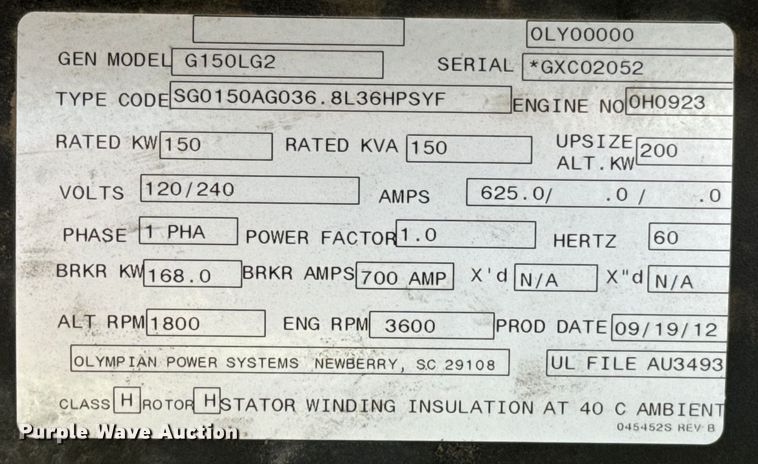 OLY00000
GEN MODEL G150LG2 SERIAL *GXC02052
TYPE CODE SG0150AG036.8L36HPSYF ENGINE NO 0H0923
RATED KW 150 RATED KVA 150 UPSIZE ALT.KW 200
VOLTS 120/240 AMPS 625.0/ .0 / .0
PHASE 1 PHA POWER FACTOR 1.0 HERTZ 60
BRKR KW 168.0 BRKR AMPS 700 AMP X'd N/A X"d N/A
ALT RPM 1800 ENG RPM 3600 PROD DATE 09/19/12
OLYMPIAN POWER SYSTEMS NEWBERRY, SC 29108 UL FILE AU3493
CLASS H ROTOR H STATOR WINDING INSULATION AT 40 C AMBIENT
045452S REV B
Purple Wave Auction